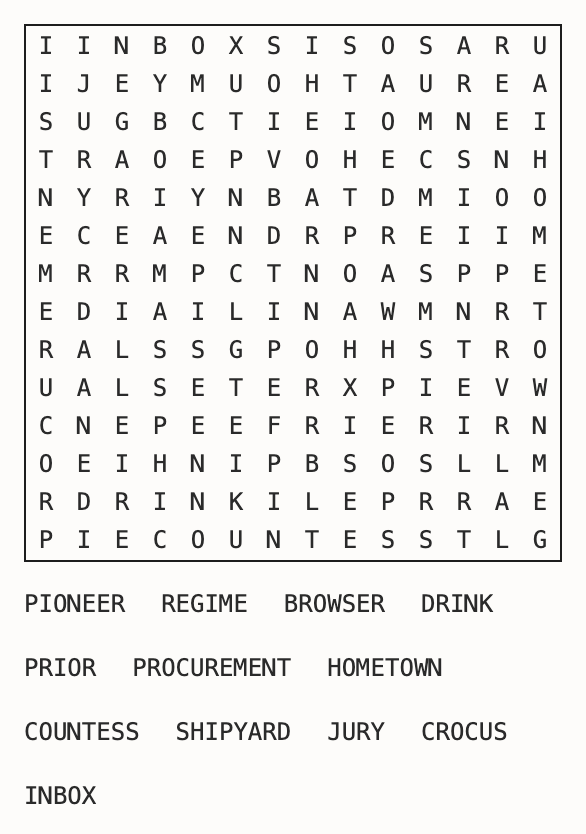 I I N B O X S I S O S A R U
I J E Y M U O H T A U R E A
S U G B C T I E I O M N E I
T R A O E P V O H E C S N H
N Y R I Y N B A T D M I O O
E C E A E N D R P R E I I M
M R R M P C T N O A S P P E
E D I A I L I N A W M N R T
R A L S S G P O H H S T R O
U A L S E T E R X P I E V W
C N E P E E F R I E R I R N
O E I H N I P B S O S L L M
R D R I N K I L E P R R A E
P I E C O U N T E S S T L G
PIONEER REGIME BROWSER DRINK
PRIOR PROCUREMENT HOMETOWN
COUNTESS SHIPYARD JURY CROCUS
INBOX